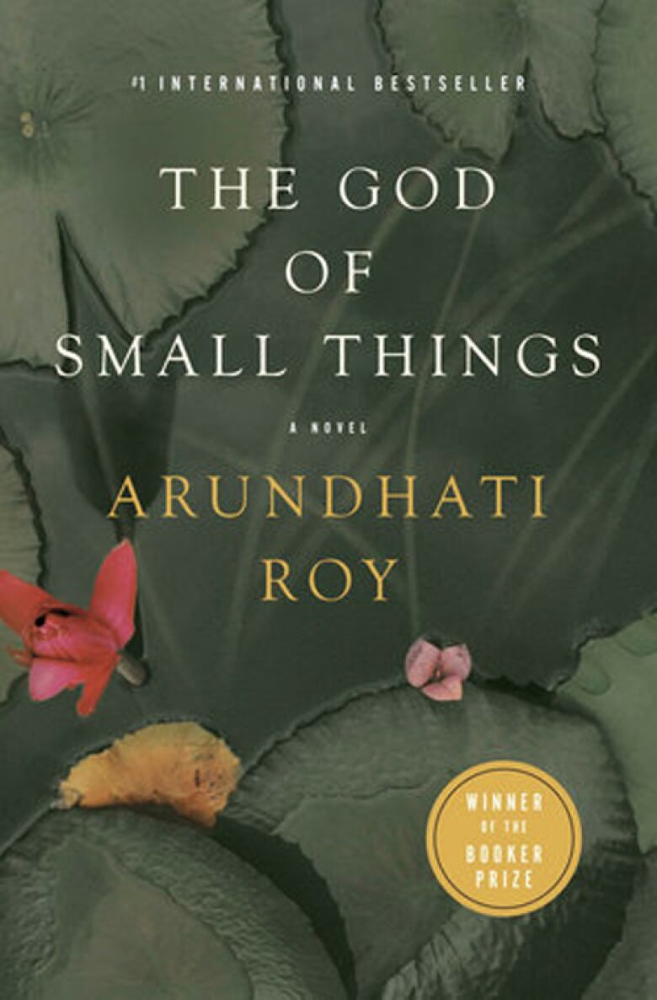 #1 INTERNATIONAL BESTSELLER
THE GOD
OF
SMALL THINGS
A NOVEL
ARUNDHATI
ROY
WINNER
OF THE
BOOKER
PRIZE